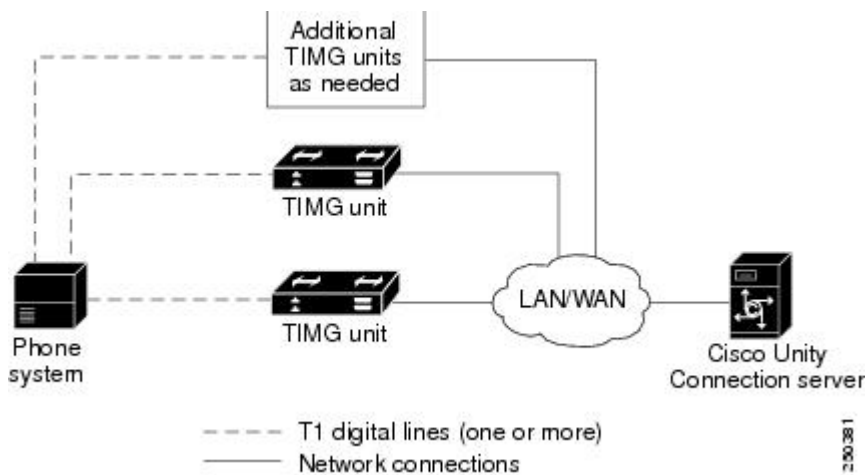 Additional
TIMG units
as needed
TIMG unit
TIMG unit
LAN/WAN
Phone
system
Cisco Unity
Connection server
T1 digital lines (one or more)
Network connections
250381